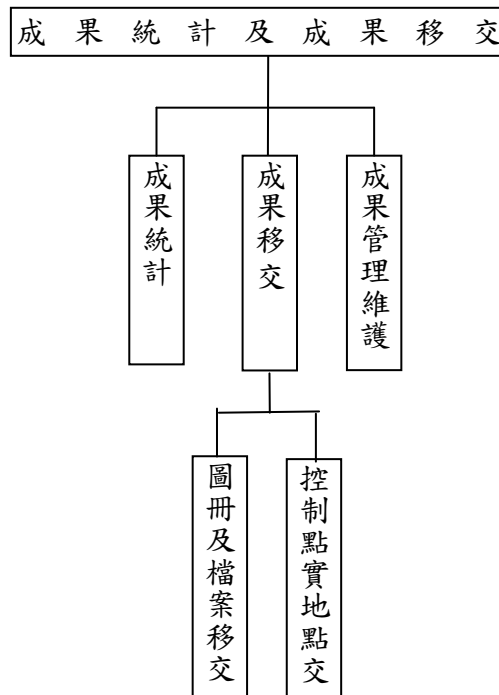 成果統計及成果移交
成果統計
成果移交
成果管理維護
圖冊及檔案移交
控制點實地點交